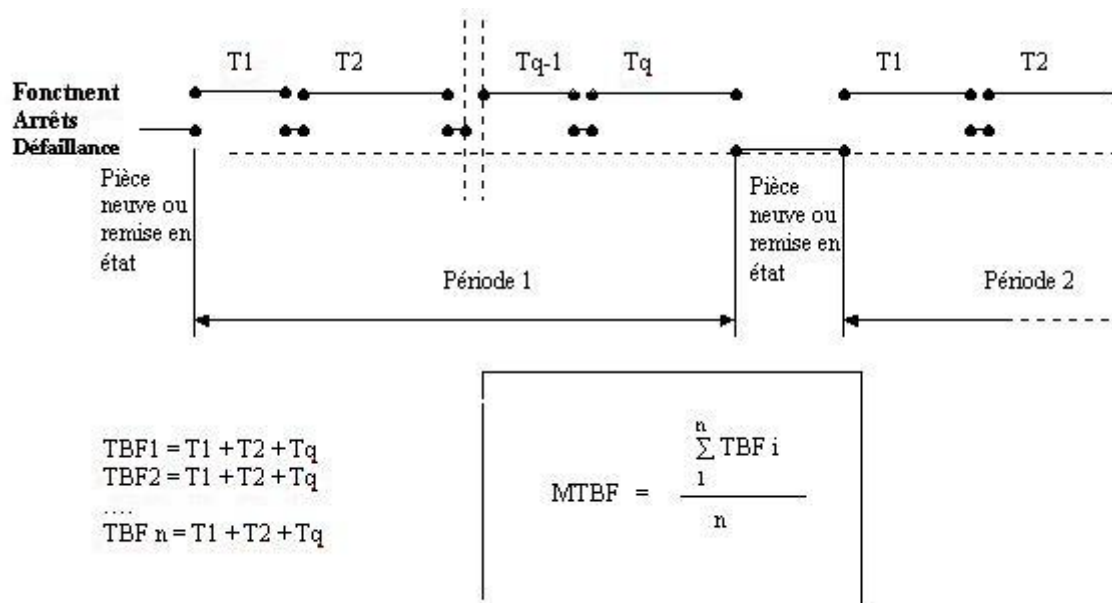 T1
T2
Tq-1
Tq
T1
T2
Fonctnent
Arrêts
Défaillance
Pièce
neuve ou
remise en
état
Pièce
neuve ou
remise en
état
Période 1
Période 2
TBF1 = T1 + T2 + Tq
TBF2 = T1 + T2 + Tq
....
TBF n = T1 + T2 + Tq
n
MTBF = ∑ TBF i
1
n